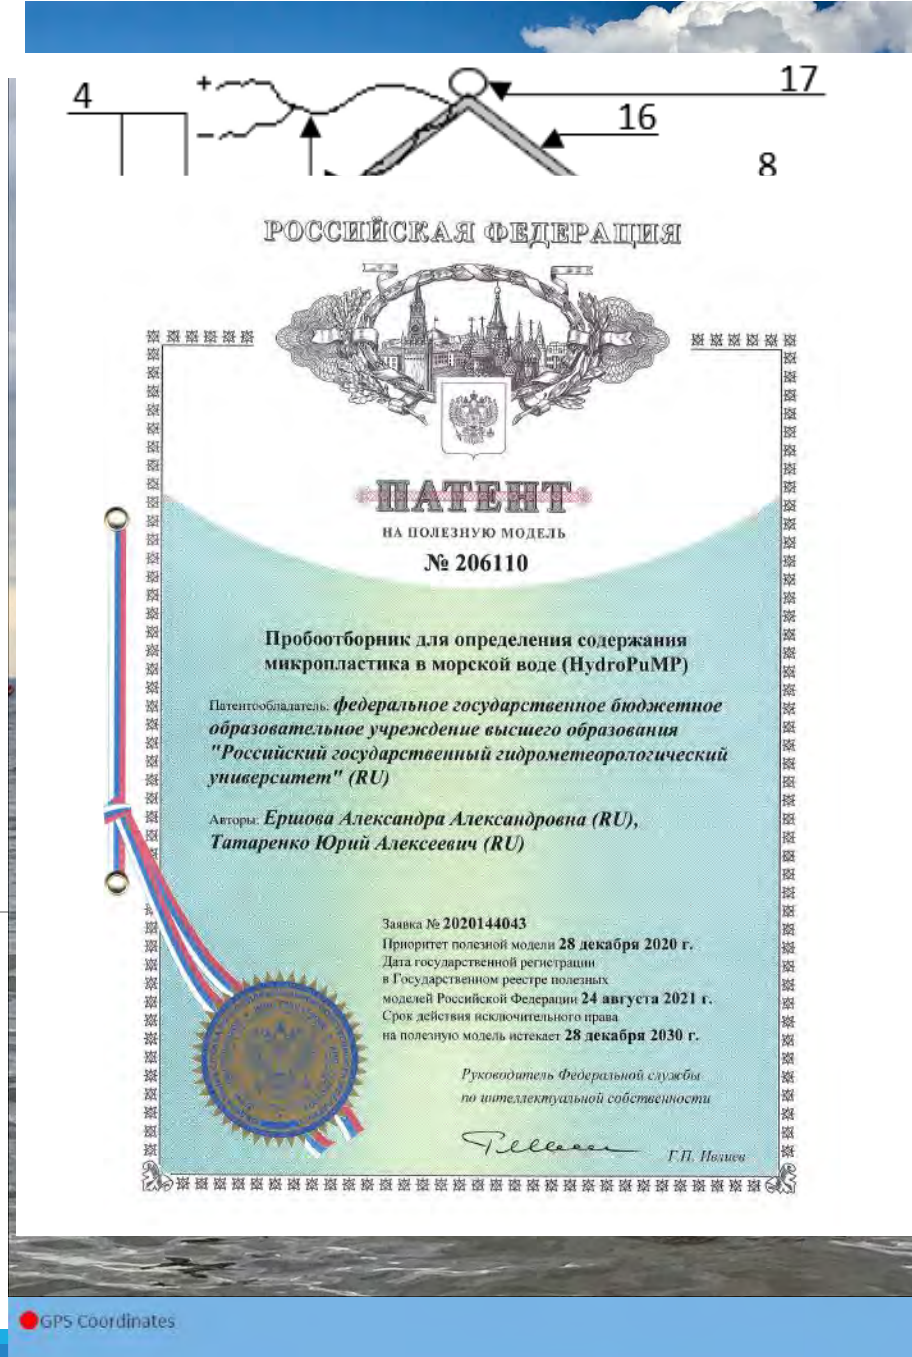 4
+
−
17
16
8
РОССИЙСКАЯ ФЕДЕРАЦИЯ
ПАТЕНТ
НА ПОЛЕЗНУЮ МОДЕЛЬ
№ 206110
Пробоотборник для определения содержания
микропластика в морской воде (HydroPuMP)
Патентообладатель: федеральное государственное бюджетное
образовательное учреждение высшего образования
"Российский государственный гидрометеорологический
университет" (RU)
Авторы: Ершова Александра Александровна (RU),
Татаренко Юрий Алексеевич (RU)
Заявка № 2020144043
Приоритет полезной модели 28 декабря 2020 г.
Дата государственной регистрации
в Государственном реестре полезных
моделей Российской Федерации 24 августа 2021 г.
Срок действия исключительного права
на полезную модель истекает 28 декабря 2030 г.
Руководитель Федеральной службы
по интеллектуальной собственности
Г.П. Ивлиев
GPS Coordinates